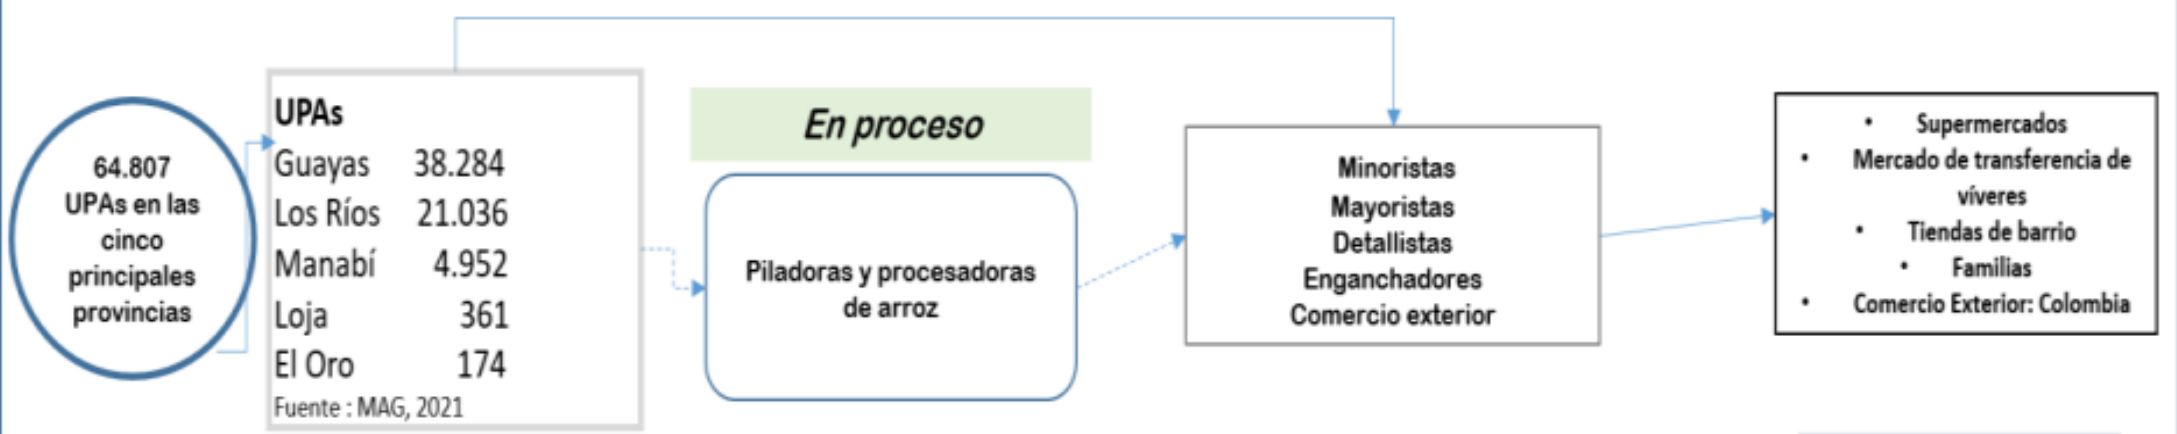 64.807
UPAs en las
cinco
principales
provincias
UPAs
Guayas 38.284
Los Ríos 21.036
Manabí 4.952
Loja 361
El Oro 174
Fuente : MAG, 2021
En proceso
Piladoras y procesadoras
de arroz
Minoristas
Mayoristas
Detallistas
Enganchadores
Comercio exterior
• Supermercados
• Mercado de transferencia de
víveres
• Tiendas de barrio
• Familias
• Comercio Exterior: Colombia